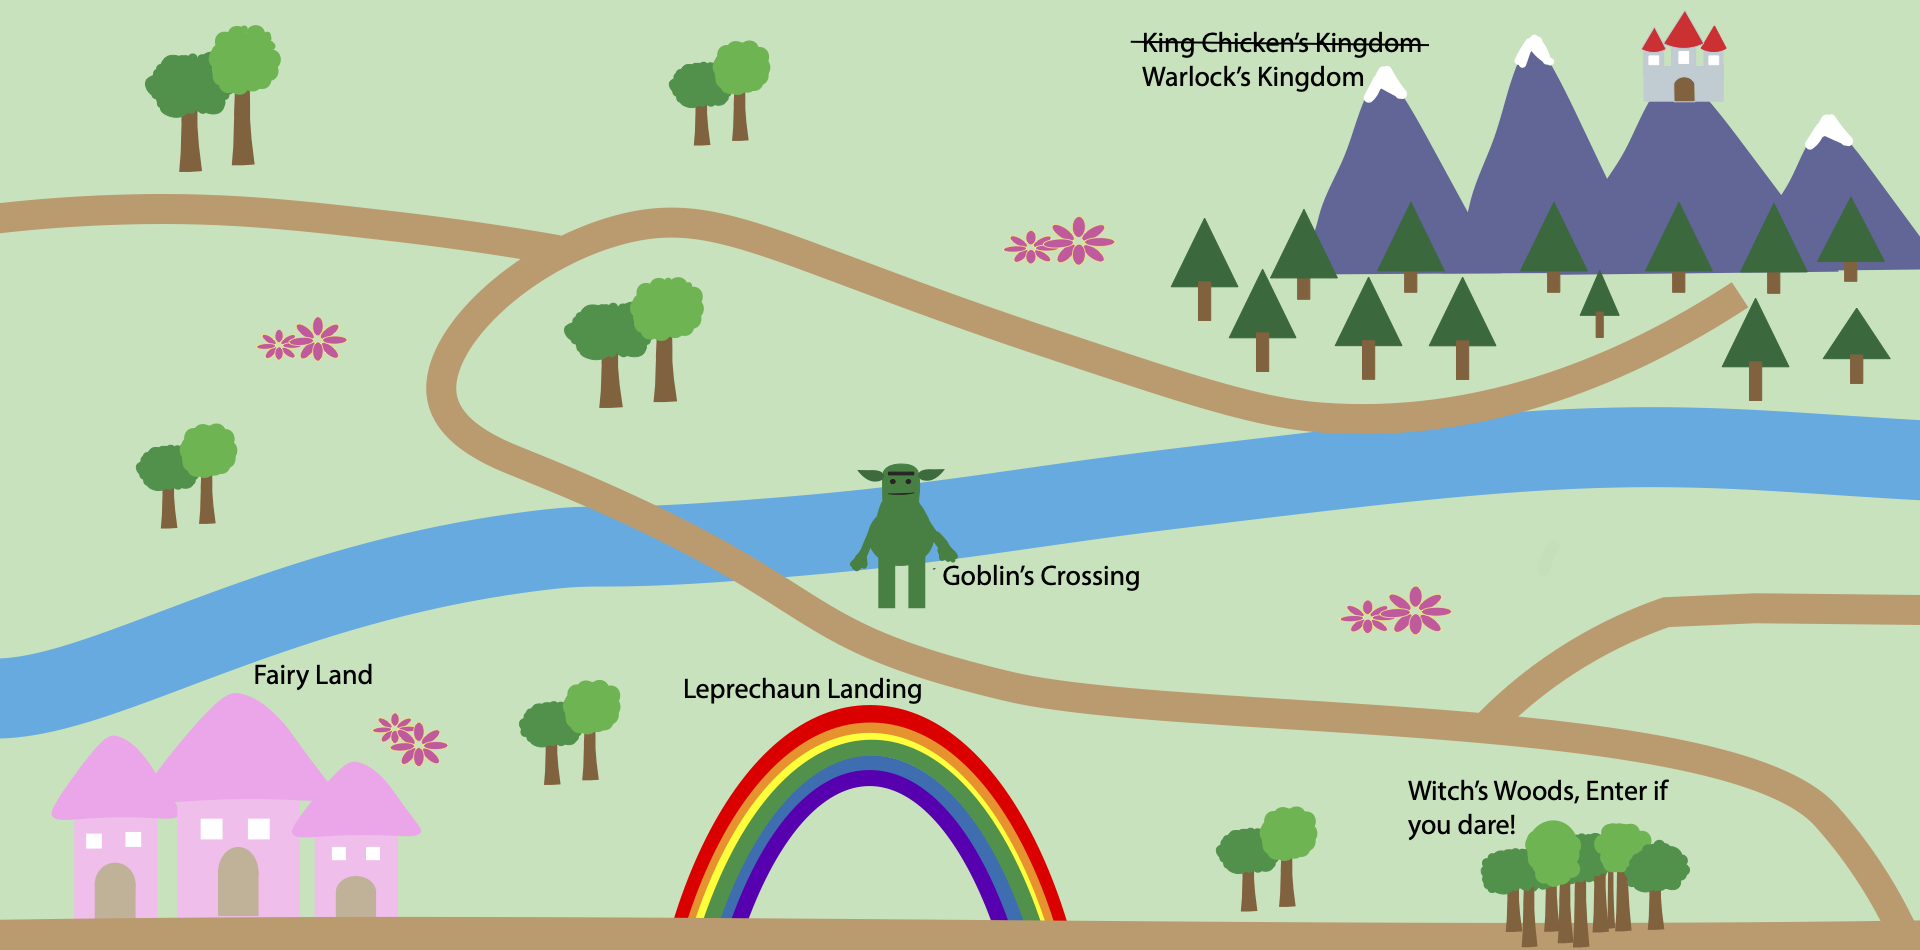 King Chicken's Kingdom
Warlock's Kingdom
Goblin's Crossing
Fairy Land
Leprechaun Landing
Witch's Woods, Enter if
you dare!